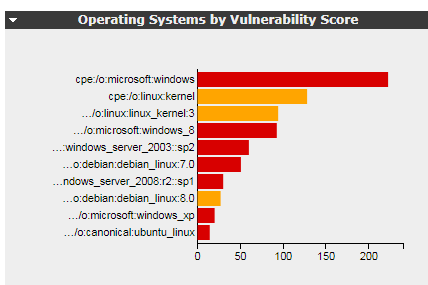 Operating Systems by Vulnerability Score
cpe:/o:microsoft:windows
cpe:/o:linux:kernel
.../o:linux:linux_kernel:3
.../o:microsoft:windows_8
...:windows_server_2003::sp2
...o:debian:debian_linux:7.0
...ndows_server_2008:r2::sp1
...o:debian:debian_linux:8.0
.../o:microsoft:windows_xp
.../o:canonical:ubuntu_linux
0 50 100 150 200